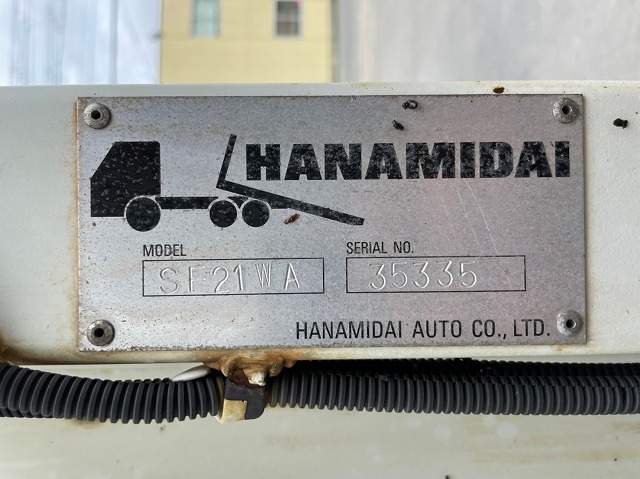 HANAMIDAI
MODEL SERIAL NO.
SF21WA 35335
HANAMIDAI AUTO CO., LTD.